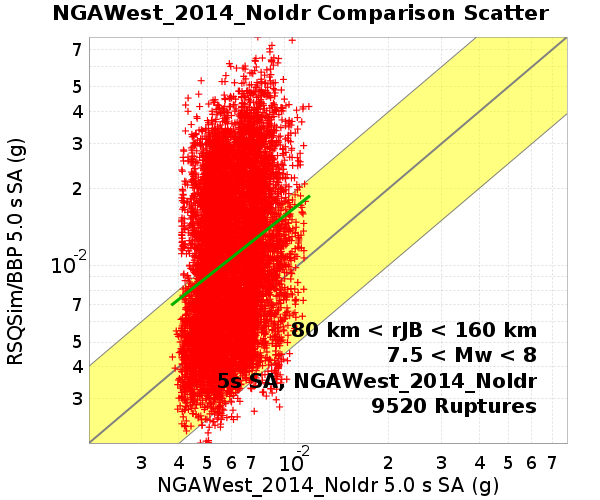 NGAWest_2014_NoIdr Comparison Scatter
RSQSim/BBP 5.0 s SA (g)
7
5
4
3
2
10-2
7
5
4
3
80 km < rJB < 160 km
7.5 < Mw < 8
5s SA, NGAWest_2014_NoIdr
9520 Ruptures
3 4 5 6 7 10-2 2 3 4 5 6 7
NGAWest_2014_NoIdr 5.0 s SA (g)